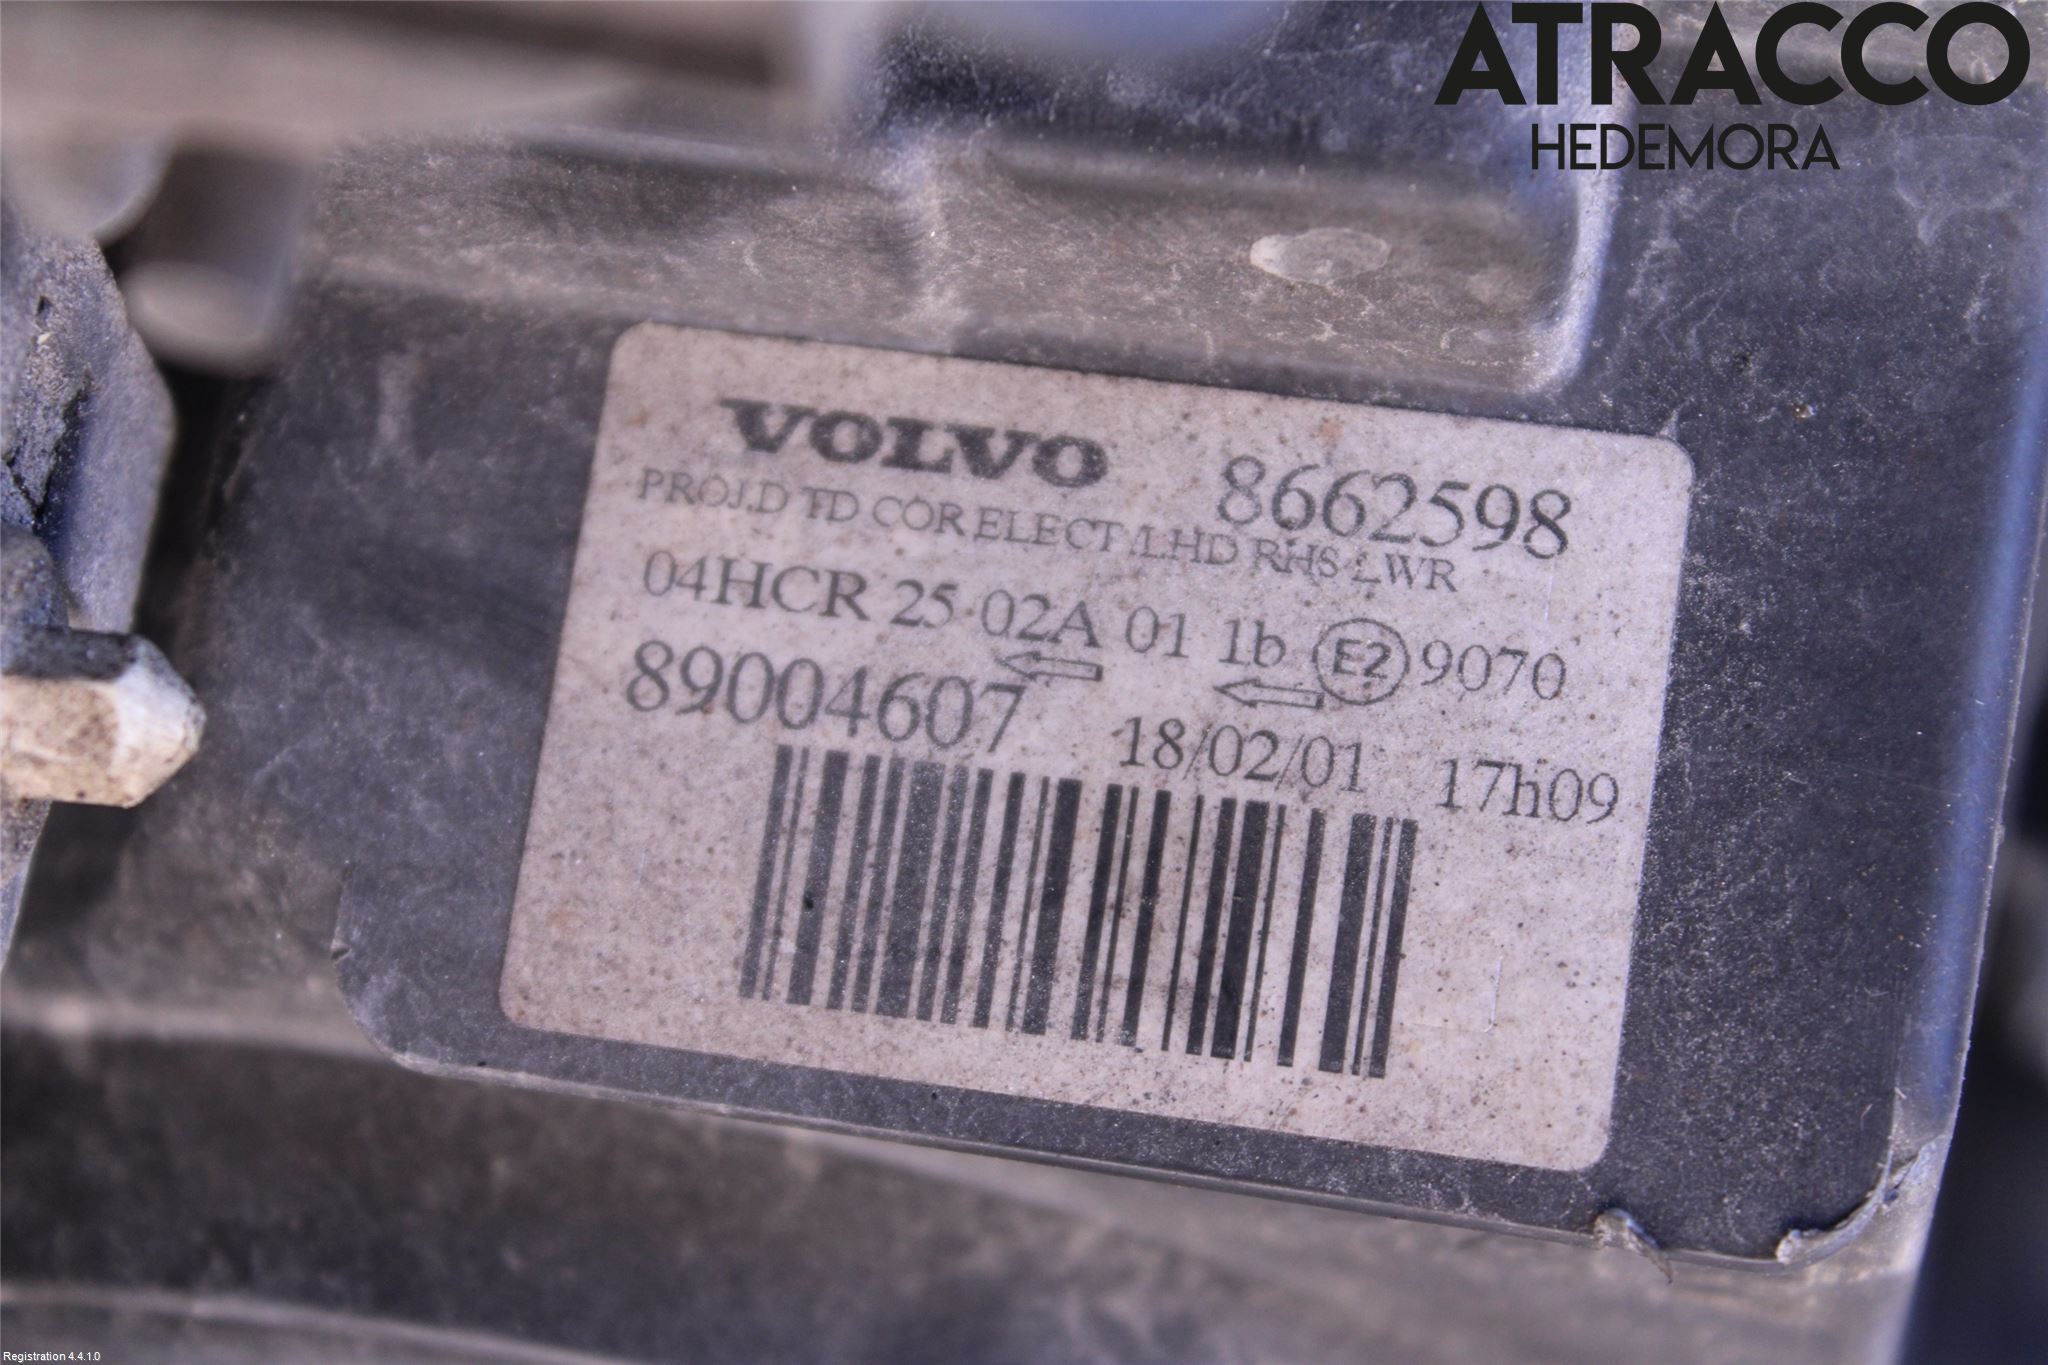 ATRACCO
HEDEMORA
VOLVO 8662598
PROJ.D TD COR ELECT/LHD RHS LWR
04HCR 25 02A 01 1b E2 9070
89004607 18/02/01 17h09
Registration 4.4.1.0